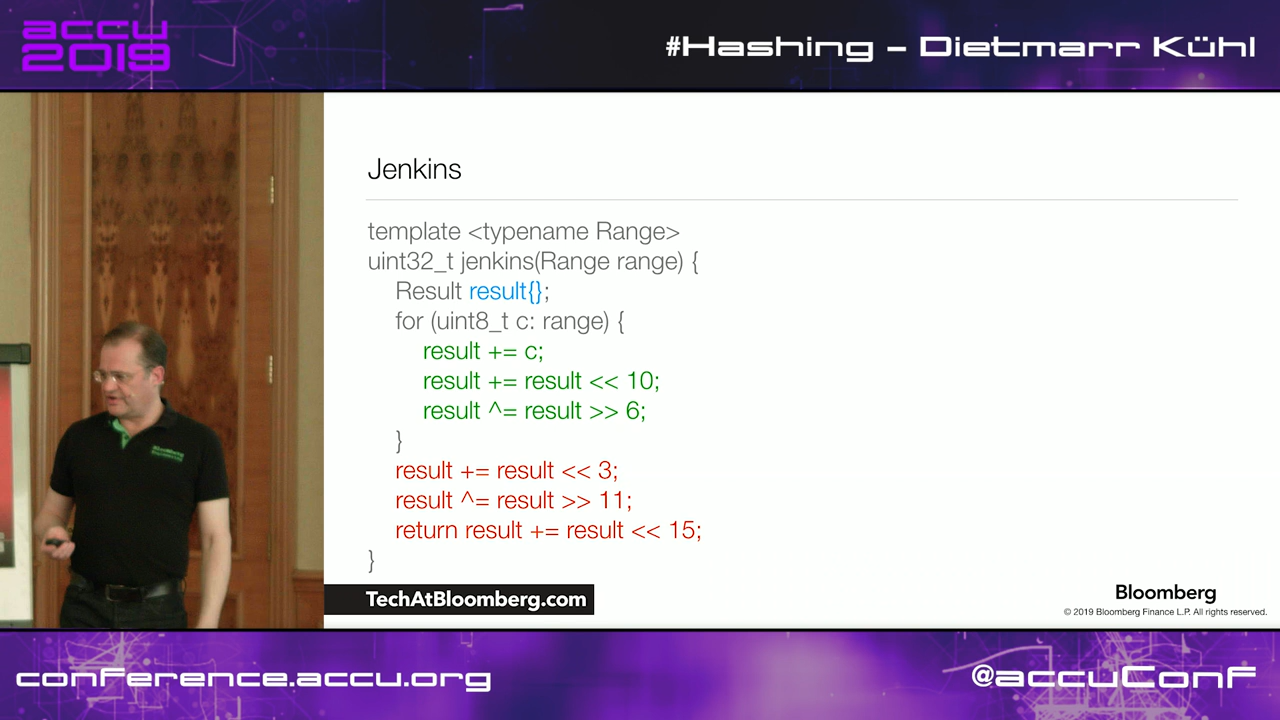 accu
2019
#Hashing – Dietmarr Kühl
Jenkins
template <typename Range>
uint32_t jenkins(Range range) {
Result result{};
for (uint8_t c: range) {
result += c;
result += result << 10;
result ^= result >> 6;
}
result += result << 3;
result ^= result >> 11;
return result += result << 15;
}
TechAtBloomberg.com
Bloomberg
© 2019 Bloomberg Finance L.P. All rights reserved.
conference.accu.org
@accuConf